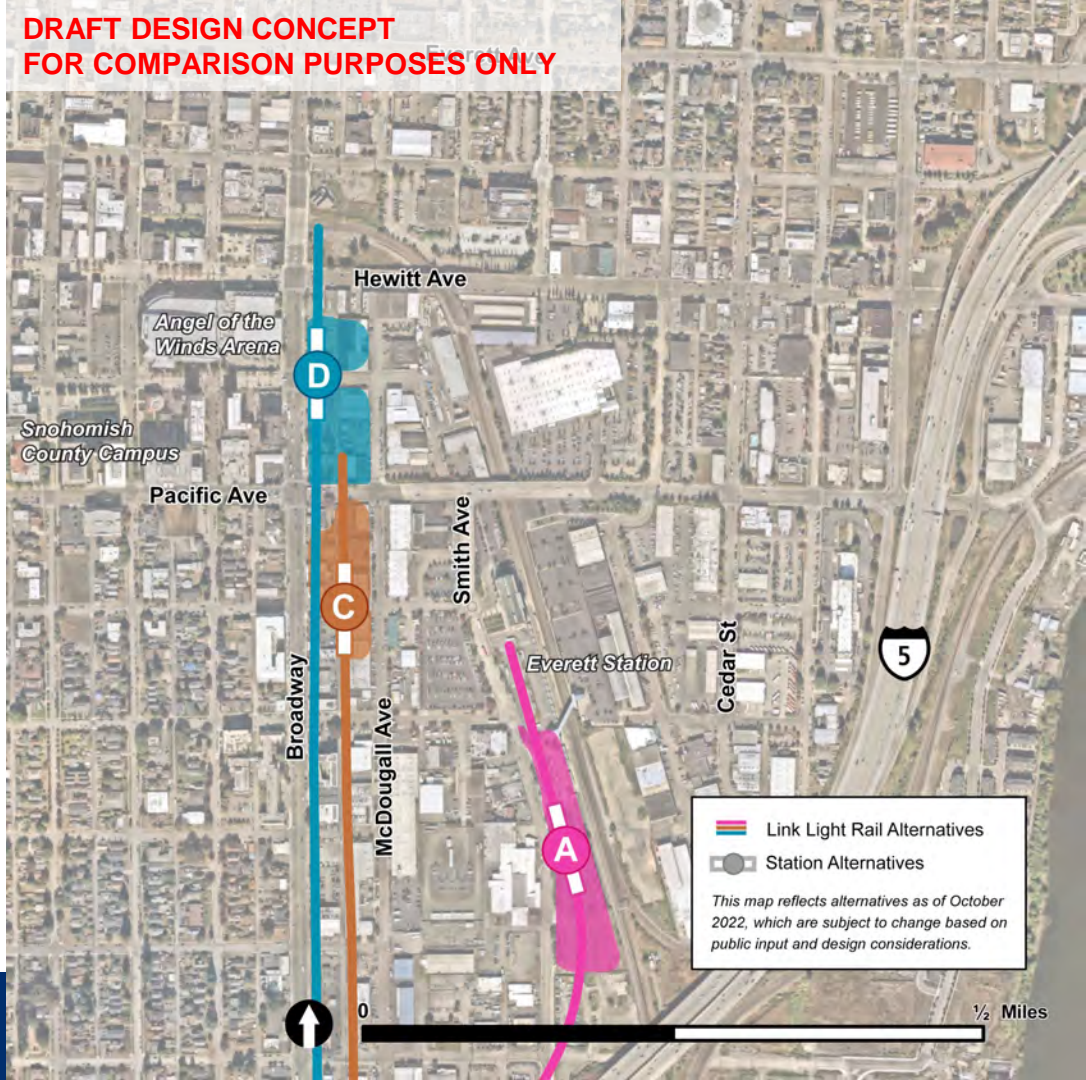 DRAFT DESIGN CONCEPT
FOR COMPARISON PURPOSES ONLY
Everett Ave
Hewitt Ave
Angel of the
Winds Arena
D
Snohomish
County Campus
Pacific Ave
Smith Ave
C
Everett Station
Cedar St
5
Broadway
McDougall Ave
A
Link Light Rail Alternatives
Station Alternatives
This map reflects alternatives as of October
2022, which are subject to change based on
public input and design considerations.
0
½ Miles